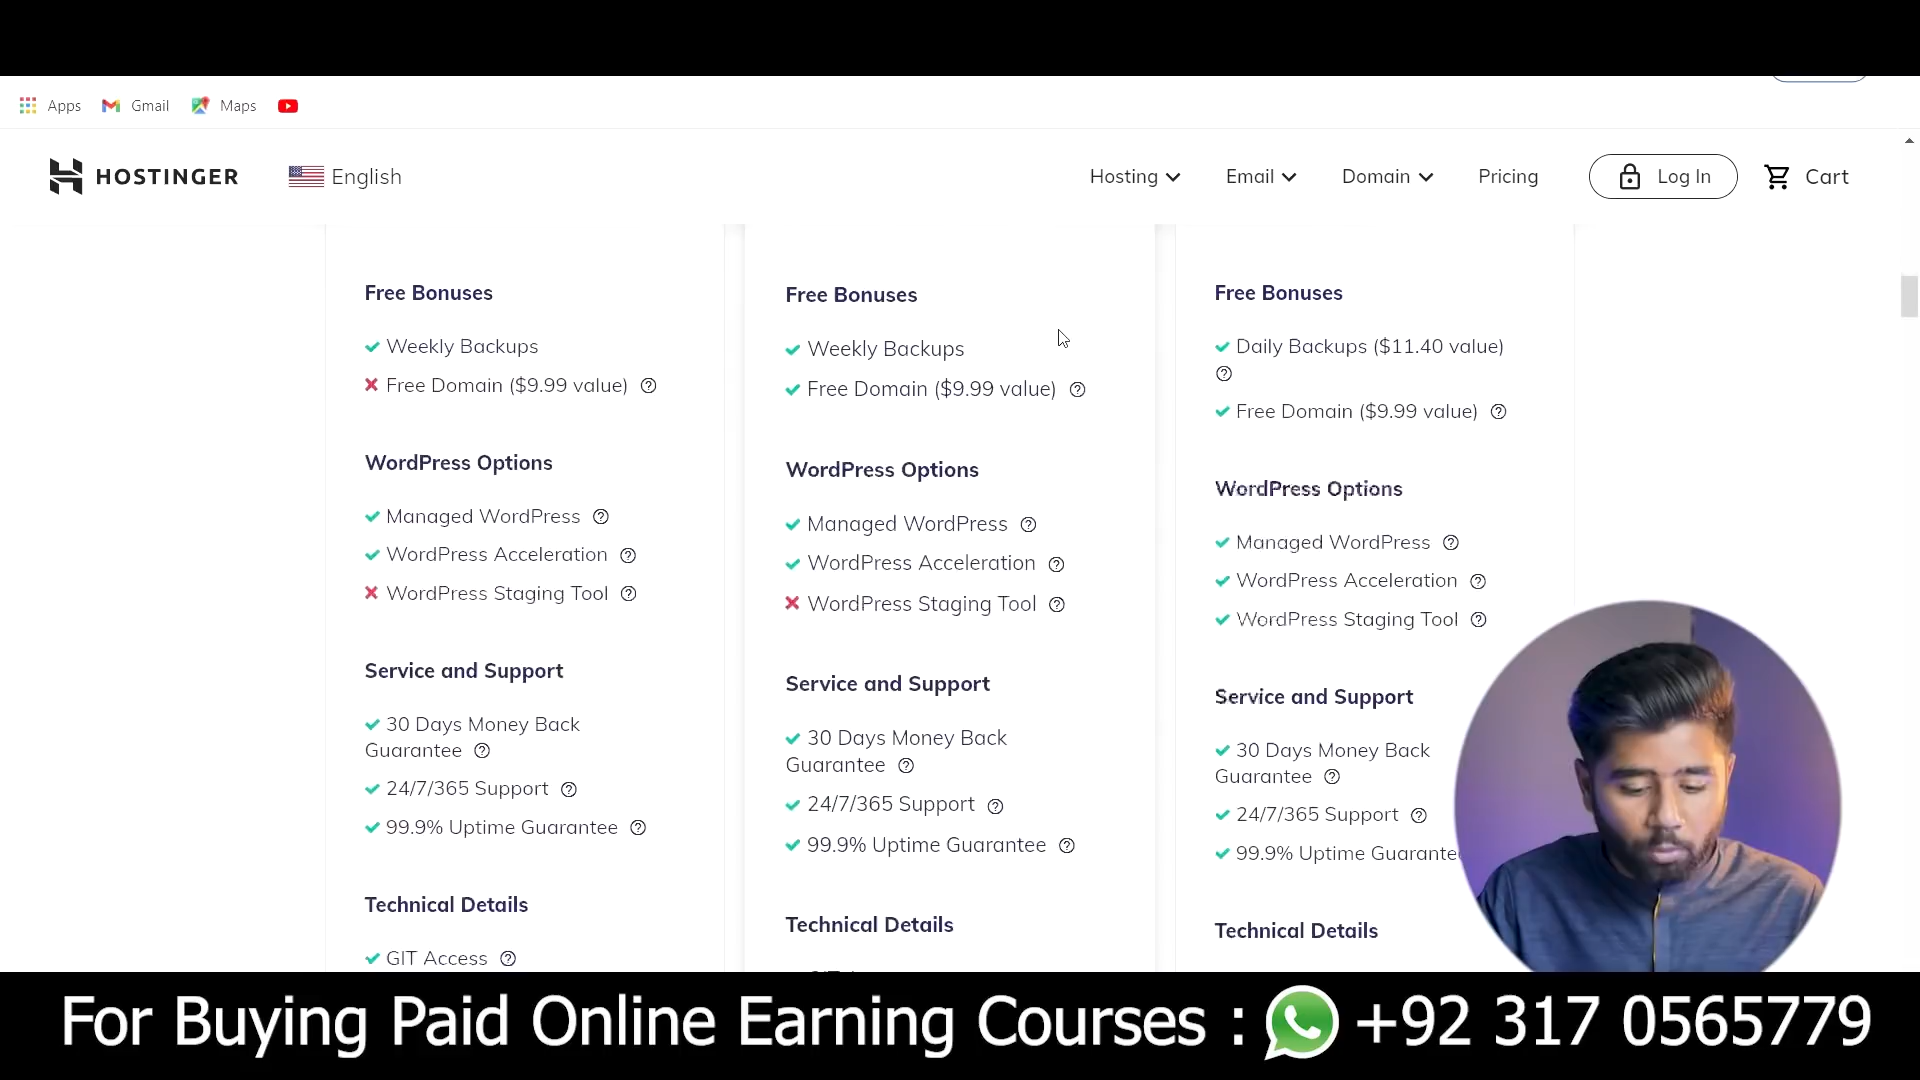 Apps Gmail Maps
HOSTINGER English Hosting Email Domain Pricing Log In Cart
Free Bonuses
Weekly Backups
Free Domain ($9.99 value)
WordPress Options
Managed WordPress
WordPress Acceleration
WordPress Staging Tool
Service and Support
30 Days Money Back
Guarantee
24/7/365 Support
99.9% Uptime Guarantee
Technical Details
GIT Access
Free Bonuses
Weekly Backups
Free Domain ($9.99 value)
WordPress Options
Managed WordPress
WordPress Acceleration
WordPress Staging Tool
Service and Support
30 Days Money Back
Guarantee
24/7/365 Support
99.9% Uptime Guarantee
Technical Details
Free Bonuses
Daily Backups ($11.40 value)
Free Domain ($9.99 value)
WordPress Options
Managed WordPress
WordPress Acceleration
WordPress Staging Tool
Service and Support
30 Days Money Back
Guarantee
24/7/365 Support
99.9% Uptime Guarantee
Technical Details
For Buying Paid Online Earning Courses : +92 317 0565779